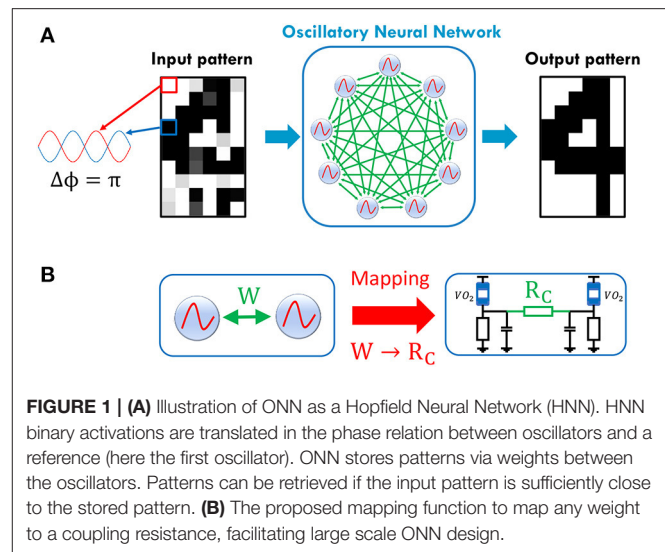 A
Oscillatory Neural Network
Input pattern
Output pattern
Δϕ = π
B
W
Mapping
W → R_C
VO₂
R_C
VO₂
FIGURE 1 | (A) Illustration of ONN as a Hopfield Neural Network (HNN). HNN
binary activations are translated in the phase relation between oscillators and a
reference (here the first oscillator). ONN stores patterns via weights between
the oscillators. Patterns can be retrieved if the input pattern is sufficiently close
to the stored pattern. (B) The proposed mapping function to map any weight
to a coupling resistance, facilitating large scale ONN design.